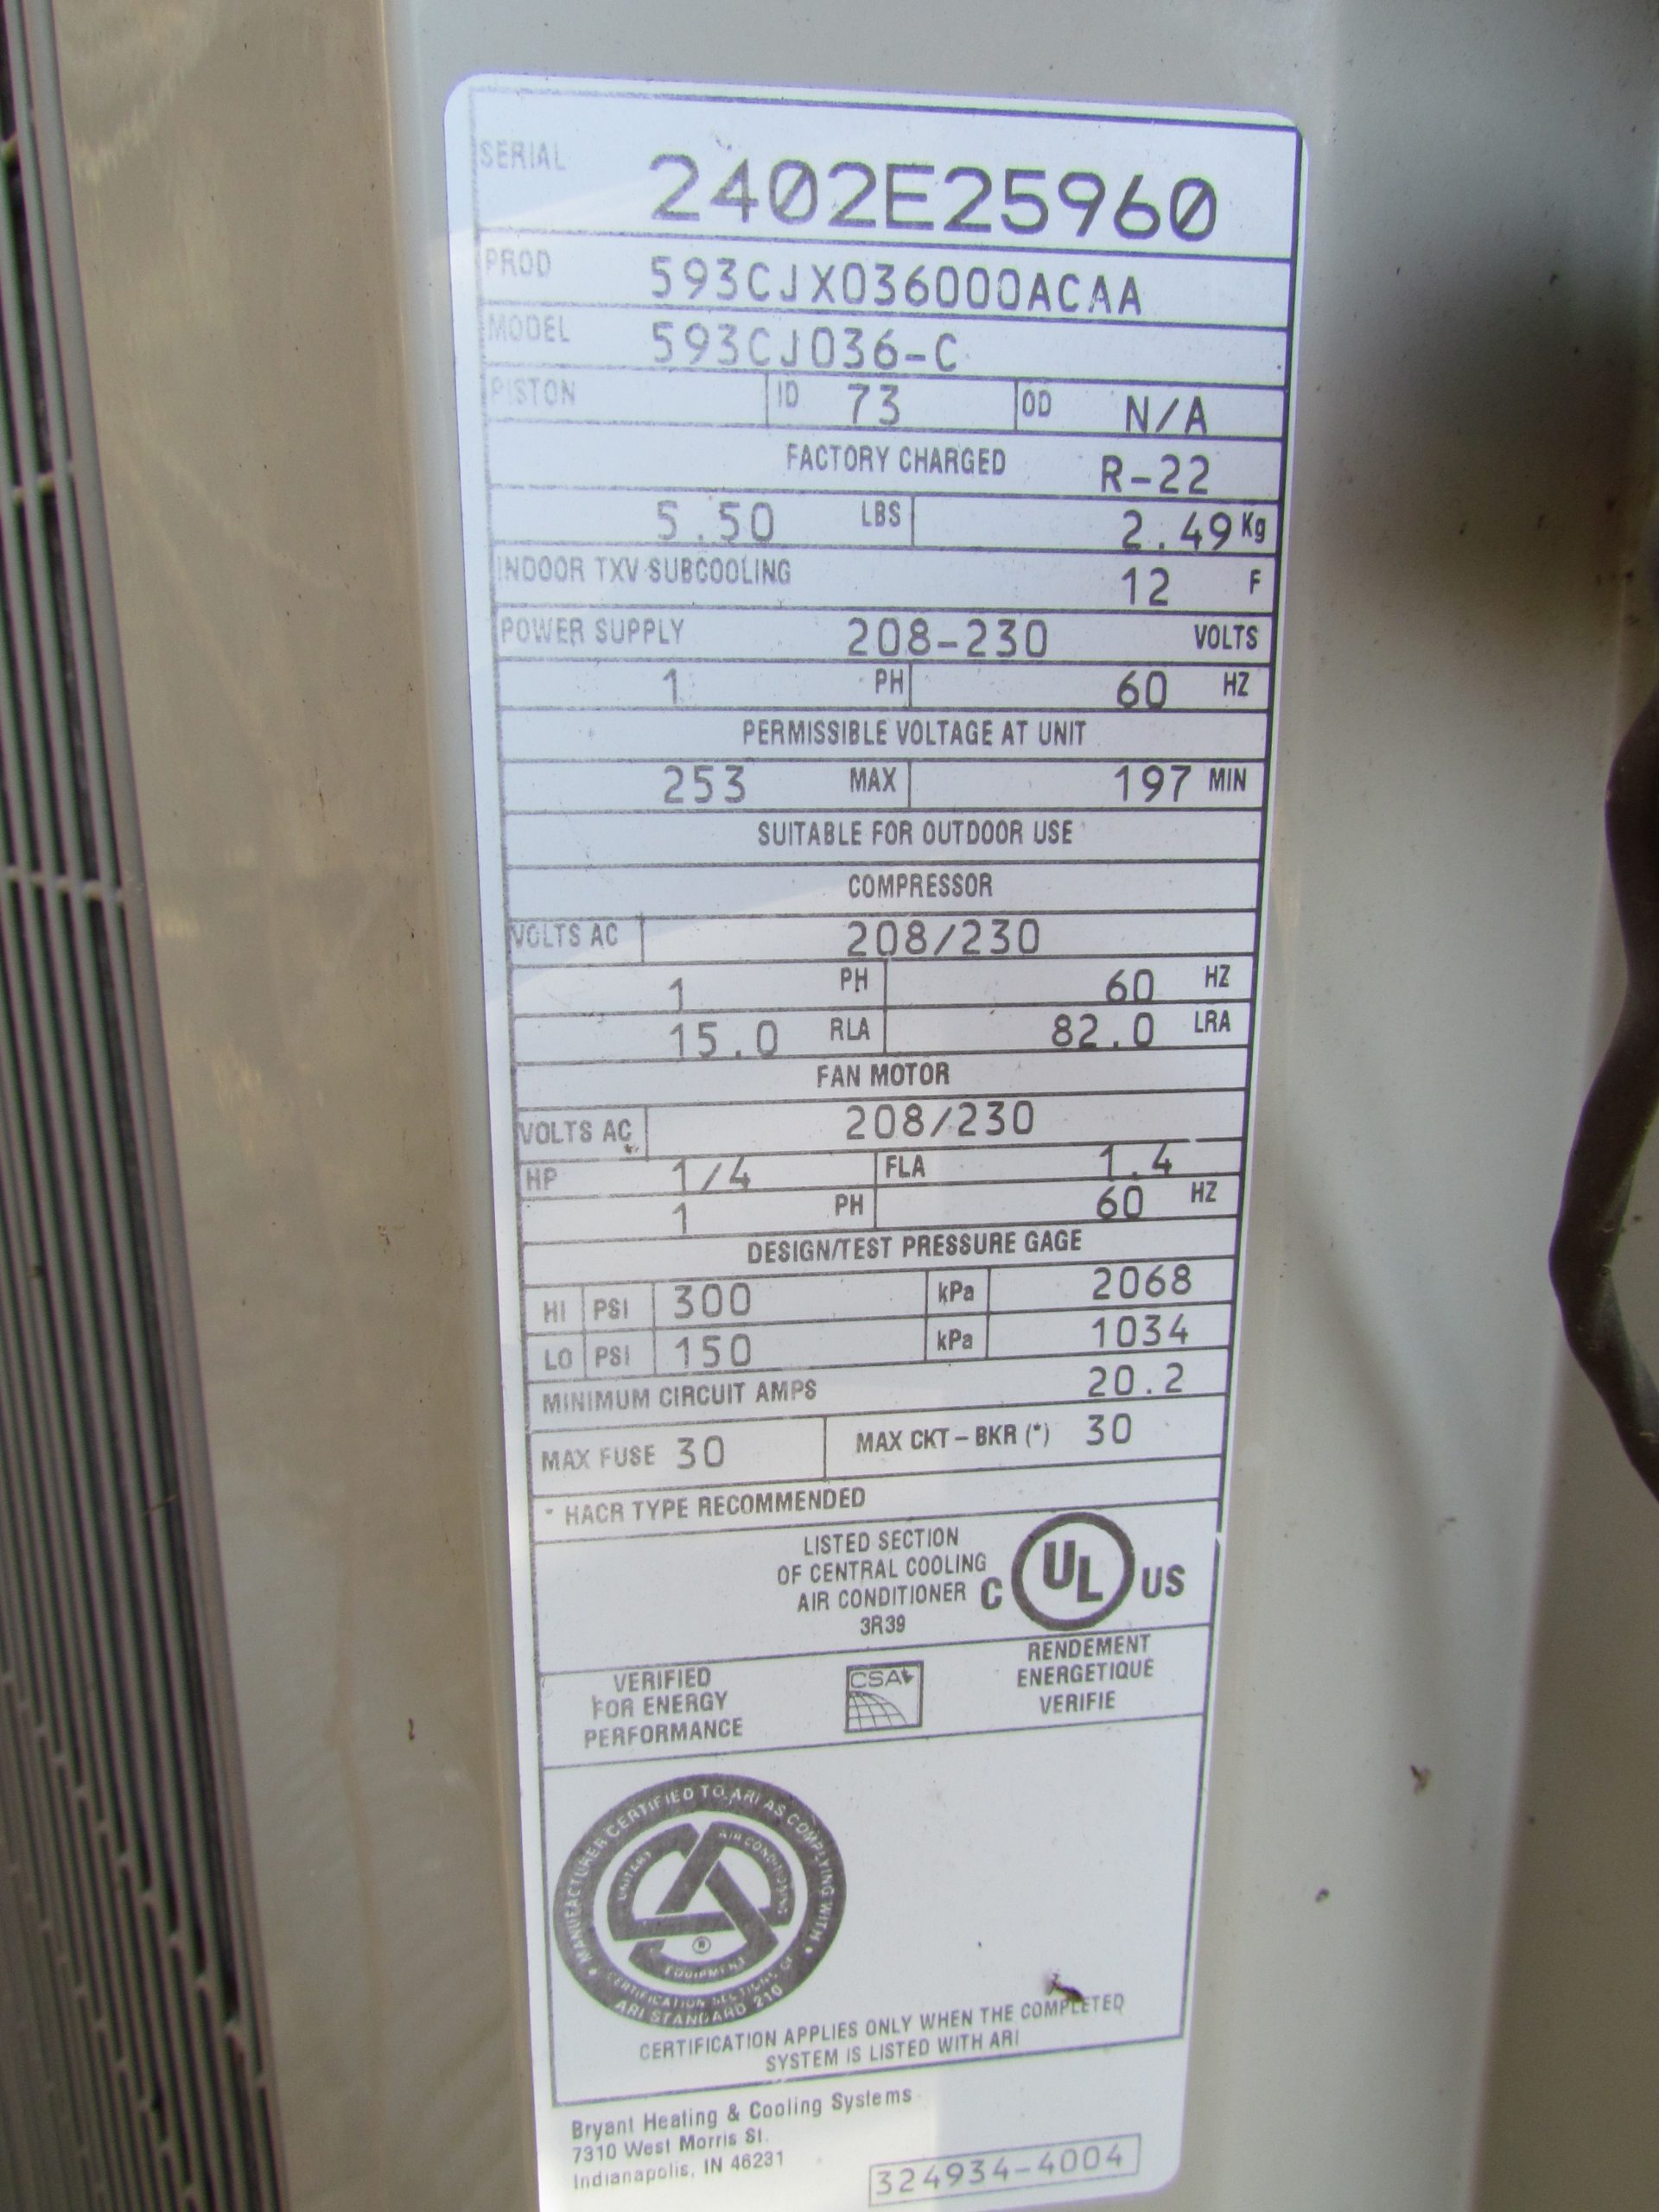 SERIAL 2402E25960
PROD 593CJX036000ACAA
MODEL 593CJ036-C
PISTON ID 73 OD N/A
FACTORY CHARGED R-22
5.50 LBS 2.49 Kg
INDOOR TXV SUBCOOLING 12 F
POWER SUPPLY 208-230 VOLTS
1 PH 60 HZ
PERMISSIBLE VOLTAGE AT UNIT
253 MAX 197 MIN
SUITABLE FOR OUTDOOR USE
COMPRESSOR
VOLTS AC 208/230
1 PH 60 HZ
15.0 RLA 82.0 LRA
FAN MOTOR
VOLTS AC 208/230
HP 1/4 FLA 1.4
1 PH 60 HZ
DESIGN/TEST PRESSURE GAGE
HI PSI 300 kPa 2068
LO PSI 150 kPa 1034
MINIMUM CIRCUIT AMPS 20.2
MAX FUSE 30 MAX CKT-BKR (*) 30
* HACR TYPE RECOMMENDED
LISTED SECTION
OF CENTRAL COOLING
AIR CONDITIONER
3R39
C UL US
VERIFIED
FOR ENERGY
PERFORMANCE
CSA
RENDEMENT
ENERGETIQUE
VERIFIE
MANUFACTURER CERTIFIED TO ARI AS COMPLYING WITH
ARI STANDARD 210
CERTIFICATION SECTIONS OF
UNITARY
AIR CONDITIONING
EQUIPMENT
®
CERTIFICATION APPLIES ONLY WHEN THE COMPLETED
SYSTEM IS LISTED WITH ARI
Bryant Heating & Cooling Systems
7310 West Morris St.
Indianapolis, IN 46231
324934-4004